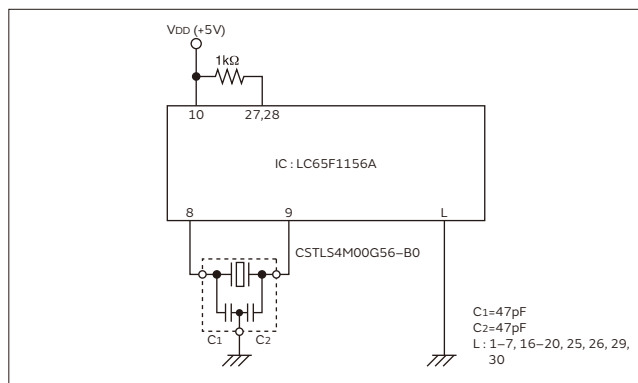 VDD (+5V)
1kΩ
10
27,28
IC : LC65F1156A
8
9
L
CSTLS4M00G56–B0
C1
C2
C1=47pF
C2=47pF
L : 1–7, 16–20, 25, 26, 29,
30